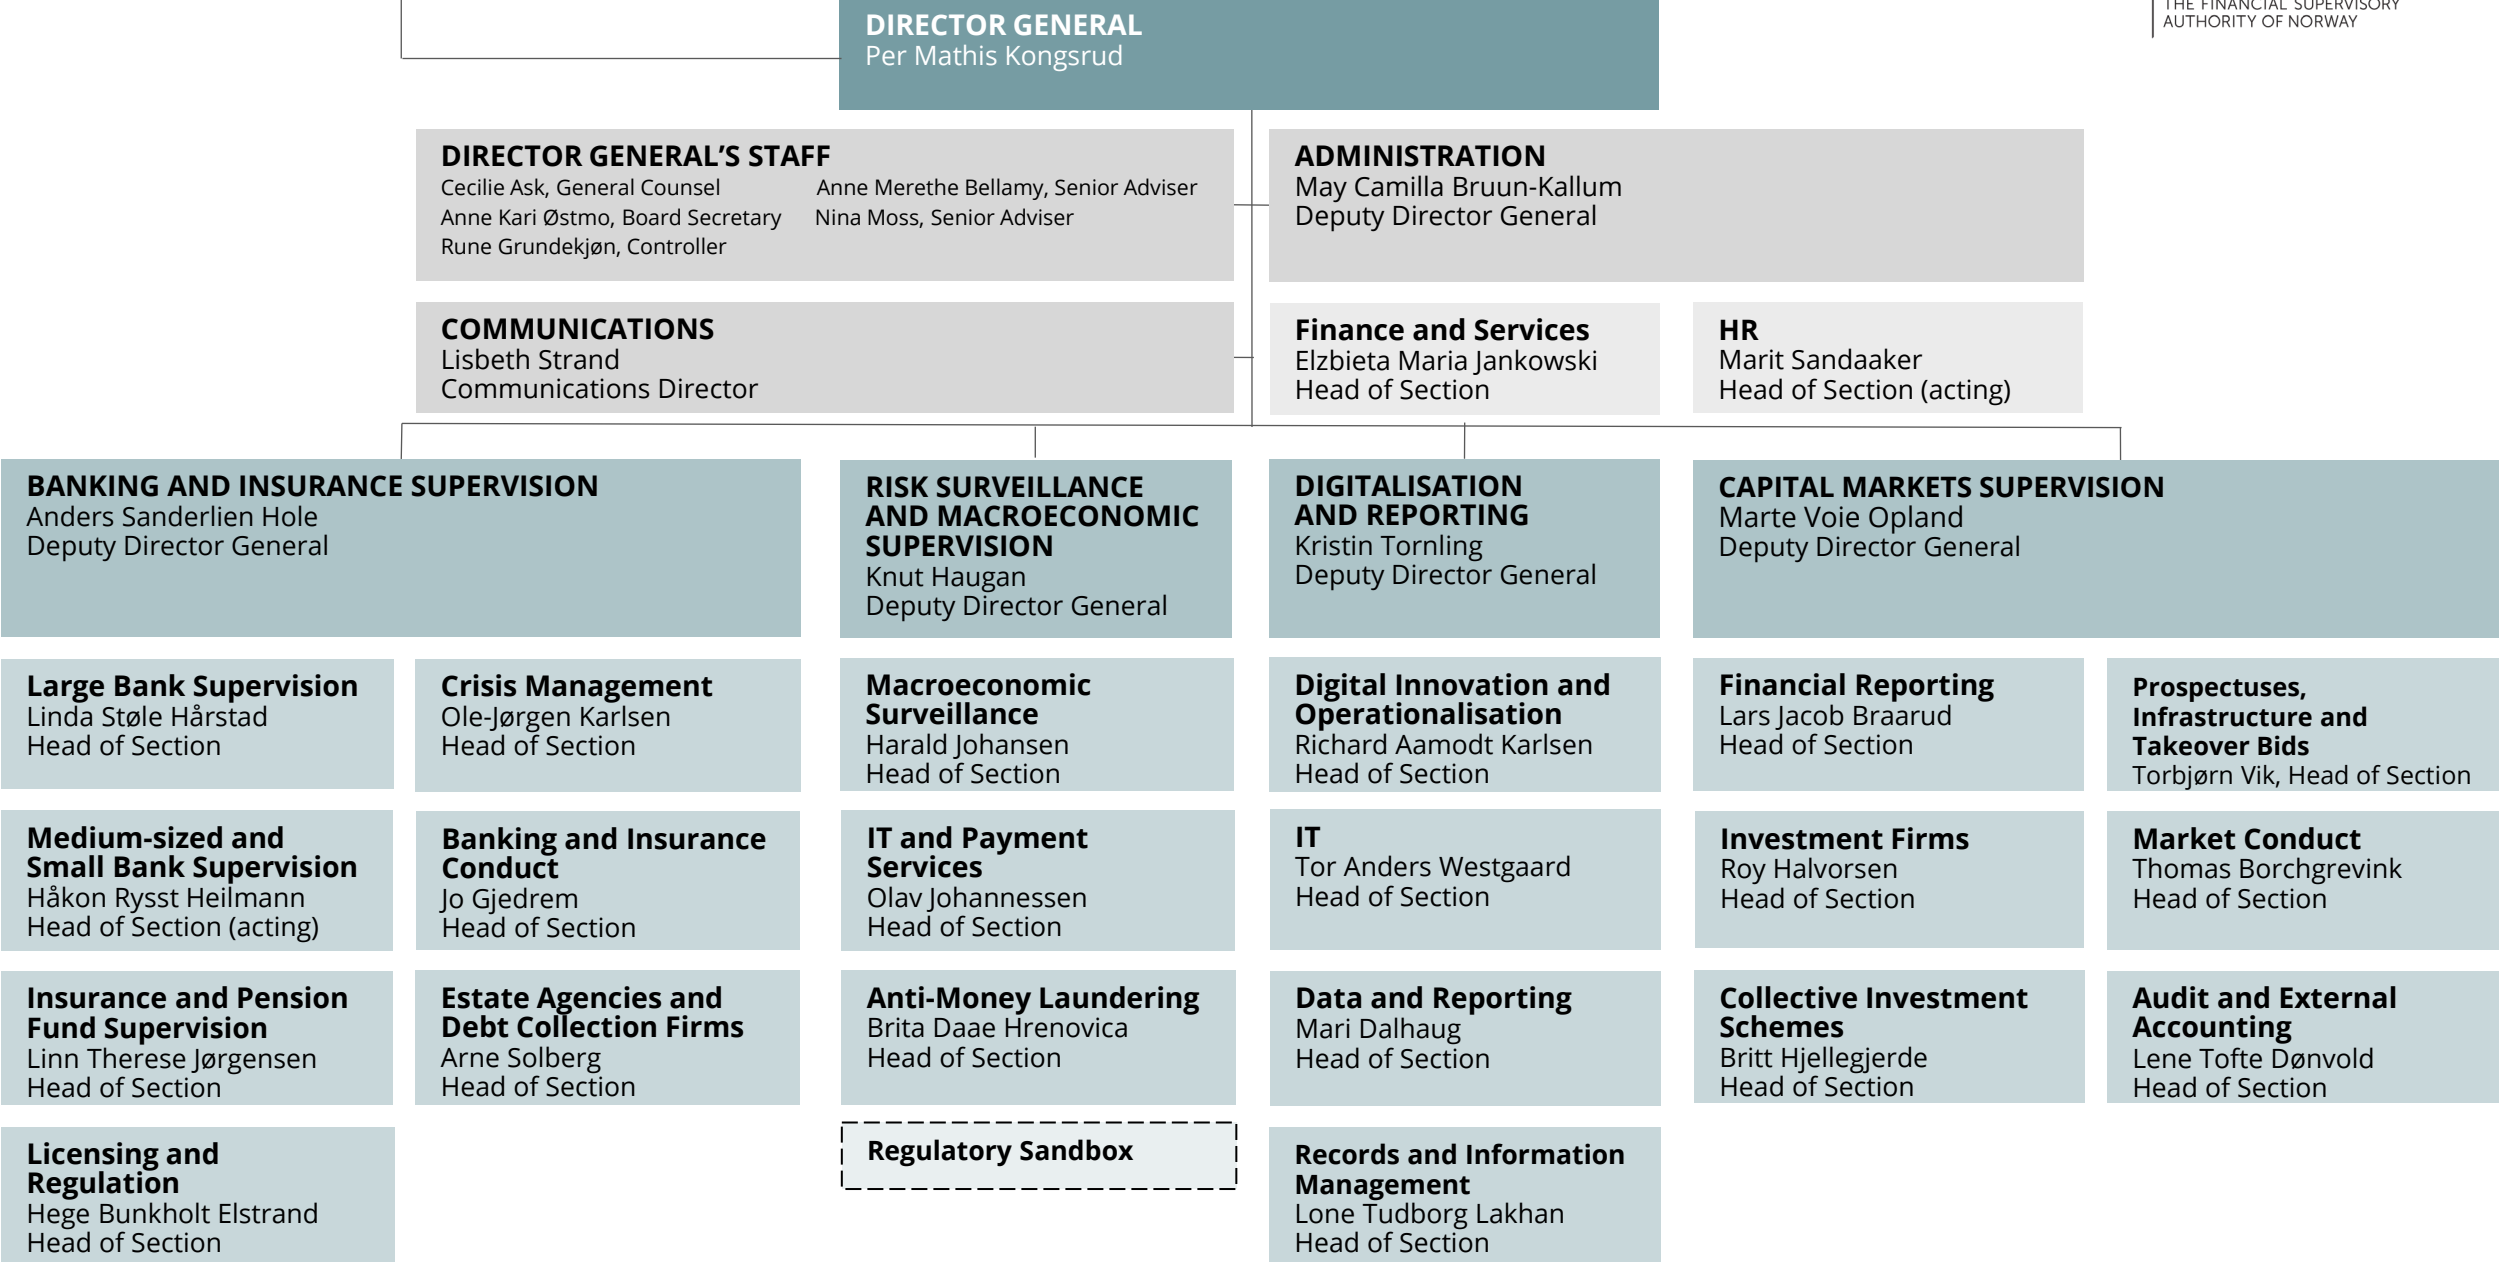 THE FINANCIAL SUPERVISORY
AUTHORITY OF NORWAY
DIRECTOR GENERAL
Per Mathis Kongsrud
DIRECTOR GENERAL’S STAFF
Cecilie Ask, General Counsel
Anne Merethe Bellamy, Senior Adviser
Anne Kari Østmo, Board Secretary
Nina Moss, Senior Adviser
Rune Grundekjøn, Controller
ADMINISTRATION
May Camilla Bruun-Kallum
Deputy Director General
COMMUNICATIONS
Lisbeth Strand
Communications Director
Finance and Services
Elzbieta Maria Jankowski
Head of Section
HR
Marit Sandaaker
Head of Section (acting)
BANKING AND INSURANCE SUPERVISION
Anders Sanderlien Hole
Deputy Director General
RISK SURVEILLANCE
AND MACROECONOMIC
SUPERVISION
Knut Haugan
Deputy Director General
DIGITALISATION
AND REPORTING
Kristin Tornling
Deputy Director General
CAPITAL MARKETS SUPERVISION
Marte Voie Opland
Deputy Director General
Large Bank Supervision
Linda Støle Hårstad
Head of Section
Crisis Management
Ole-Jørgen Karlsen
Head of Section
Macroeconomic
Surveillance
Harald Johansen
Head of Section
Digital Innovation and
Operationalisation
Richard Aamodt Karlsen
Head of Section
Financial Reporting
Lars Jacob Braarud
Head of Section
Prospectuses,
Infrastructure and
Takeover Bids
Torbjørn Vik, Head of Section
Medium-sized and
Small Bank Supervision
Håkon Rysst Heilmann
Head of Section (acting)
Banking and Insurance
Conduct
Jo Gjedrem
Head of Section
IT and Payment
Services
Olav Johannessen
Head of Section
IT
Tor Anders Westgaard
Head of Section
Investment Firms
Roy Halvorsen
Head of Section
Market Conduct
Thomas Borchgrevink
Head of Section
Insurance and Pension
Fund Supervision
Linn Therese Jørgensen
Head of Section
Estate Agencies and
Debt Collection Firms
Arne Solberg
Head of Section
Anti-Money Laundering
Brita Daae Hrenovica
Head of Section
Data and Reporting
Mari Dalhaug
Head of Section
Collective Investment
Schemes
Britt Hjellegjerde
Head of Section
Audit and External
Accounting
Lene Tofte Dønvold
Head of Section
Licensing and
Regulation
Hege Bunkholt Elstrand
Head of Section
Regulatory Sandbox
Records and Information
Management
Lone Tudborg Lakhan
Head of Section